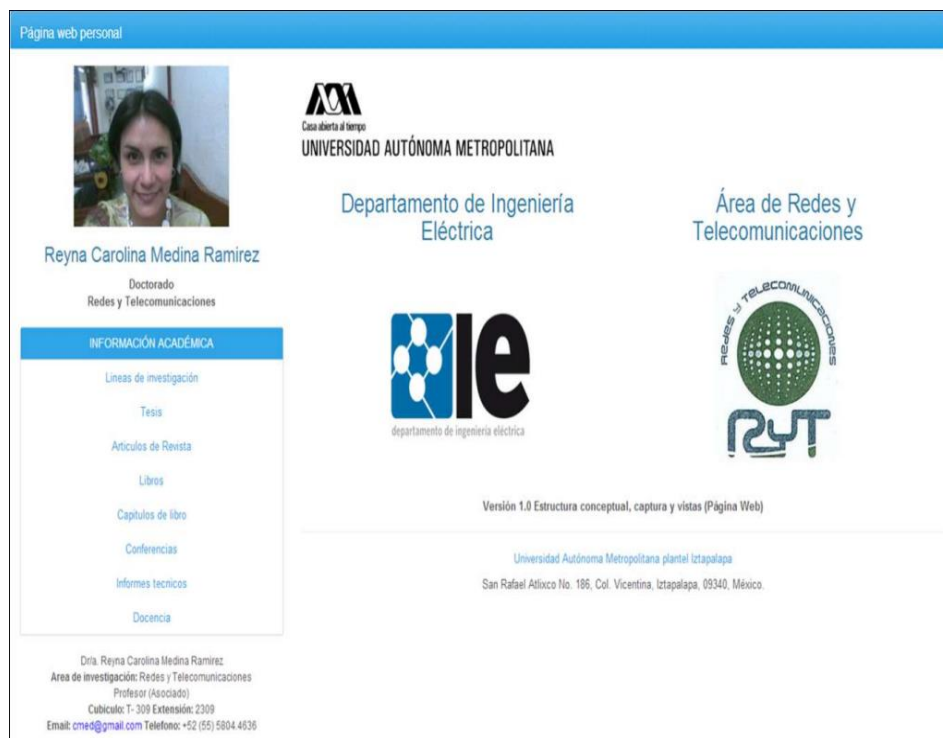 Página web personal
Reyna Carolina Medina Ramirez
Doctorado
Redes y Telecomunicaciones
INFORMACIÓN ACADÉMICA
Lineas de investigación
Tesis
Articulos de Revista
Libros
Capitulos de libro
Conferencias
Informes tecnicos
Docencia
Dr/a. Reyna Carolina Medina Ramirez
Area de investigación: Redes y Telecomunicaciones
Profesor (Asociado)
Cubiculo: T- 309 Extensión: 2309
Email: cmed@gmail.com Telefono: +52 (55) 5804.4636
Casa abierta al tiempo
UNIVERSIDAD AUTÓNOMA METROPOLITANA
Departamento de Ingeniería
Eléctrica
ie
departamento de ingeniería eléctrica
Área de Redes y
Telecomunicaciones
REDES Y TELECOMUNICACIONES
RYT
Versión 1.0 Estructura conceptual, captura y vistas (Página Web)
Universidad Autónoma Metropolitana plantel Iztapalapa
San Rafael Atlixco No. 186, Col. Vicentina, Iztapalapa, 09340, México.